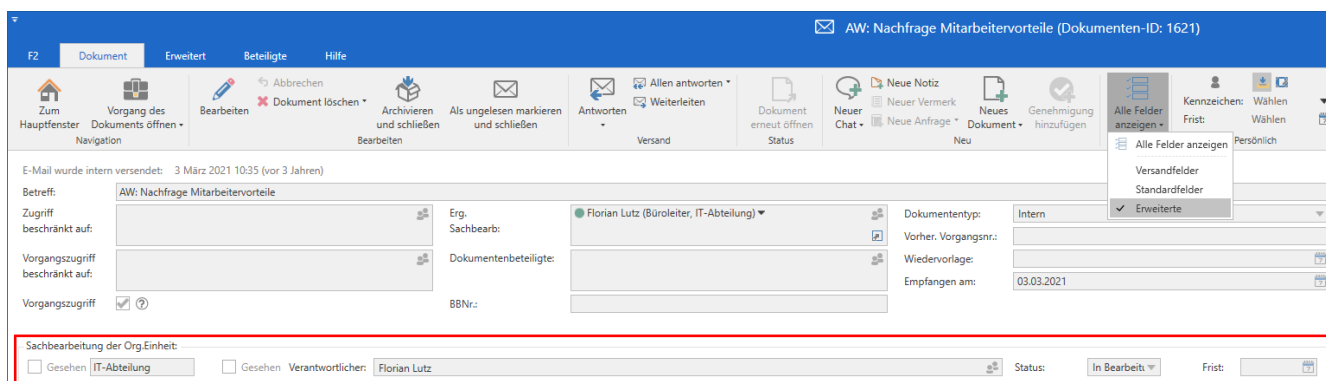 AW: Nachfrage Mitarbeitervorteile (Dokumenten-ID: 1621)
F2 Dokument Erweitert Beteiligte Hilfe
Zum Hauptfenster
Vorgang des Dokuments öffnen
Navigation
Bearbeiten
Abbrechen
Dokument löschen
Archivieren und schließen
Als ungelesen markieren und schließen
Bearbeiten
Antworten
Allen antworten
Weiterleiten
Versand
Dokument erneut öffnen
Status
Neuer Chat
Neue Notiz
Neuer Vermerk
Neue Anfrage
Neues Dokument
Genehmigung hinzufügen
Neu
Alle Felder anzeigen
Kennzeichen: Wählen
Frist: Wählen
Persönlich
Alle Felder anzeigen
Versandfelder
Standardfelder
Erweiterte
E-Mail wurde intern versendet: 3 März 2021 10:35 (vor 3 Jahren)
Betreff: AW: Nachfrage Mitarbeitervorteile
Zugriff beschränkt auf:
Erg. Sachbearb: Florian Lutz (Büroleiter, IT-Abteilung)
Dokumententyp: Intern
Vorher. Vorgangsnr.:
Vorgangszugriff beschränkt auf:
Dokumentenbeteiligte:
Wiedervorlage:
Empfangen am: 03.03.2021
Vorgangszugriff
BBNr.:
Sachbearbeitung der Org.Einheit:
Gesehen IT-Abteilung Gesehen Verantwortlicher: Florian Lutz Status: In Bearbeitu Frist: